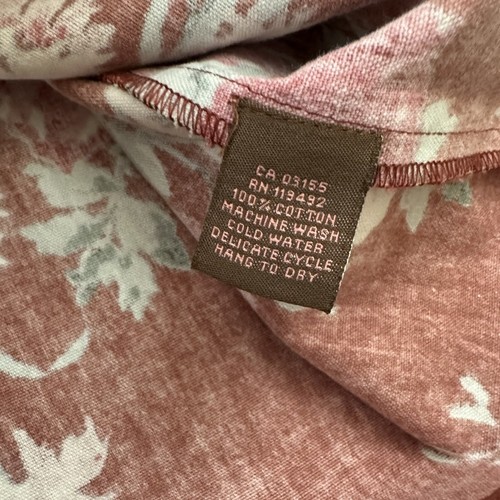 CA 03155
RN 119492
100% COTTON
MACHINE WASH
COLD WATER
DELICATE CYCLE
HANG TO DRY